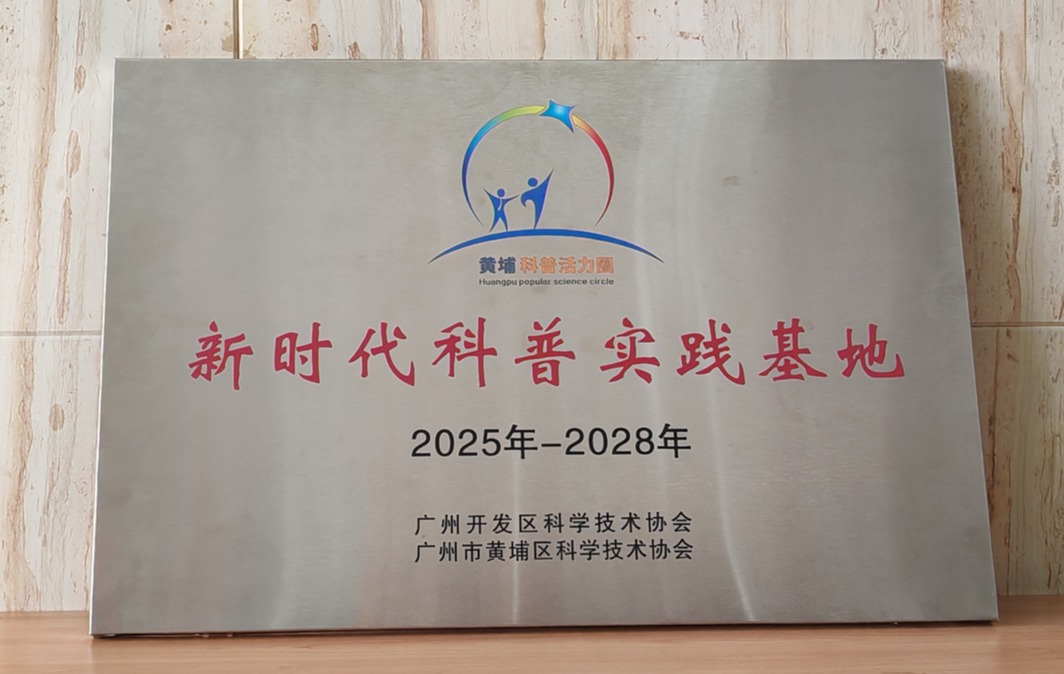 黄埔科普活力圈
Huangpu popular science circle
新时代科普实践基地
2025年-2028年
广州开发区科学技术协会
广州市黄埔区科学技术协会